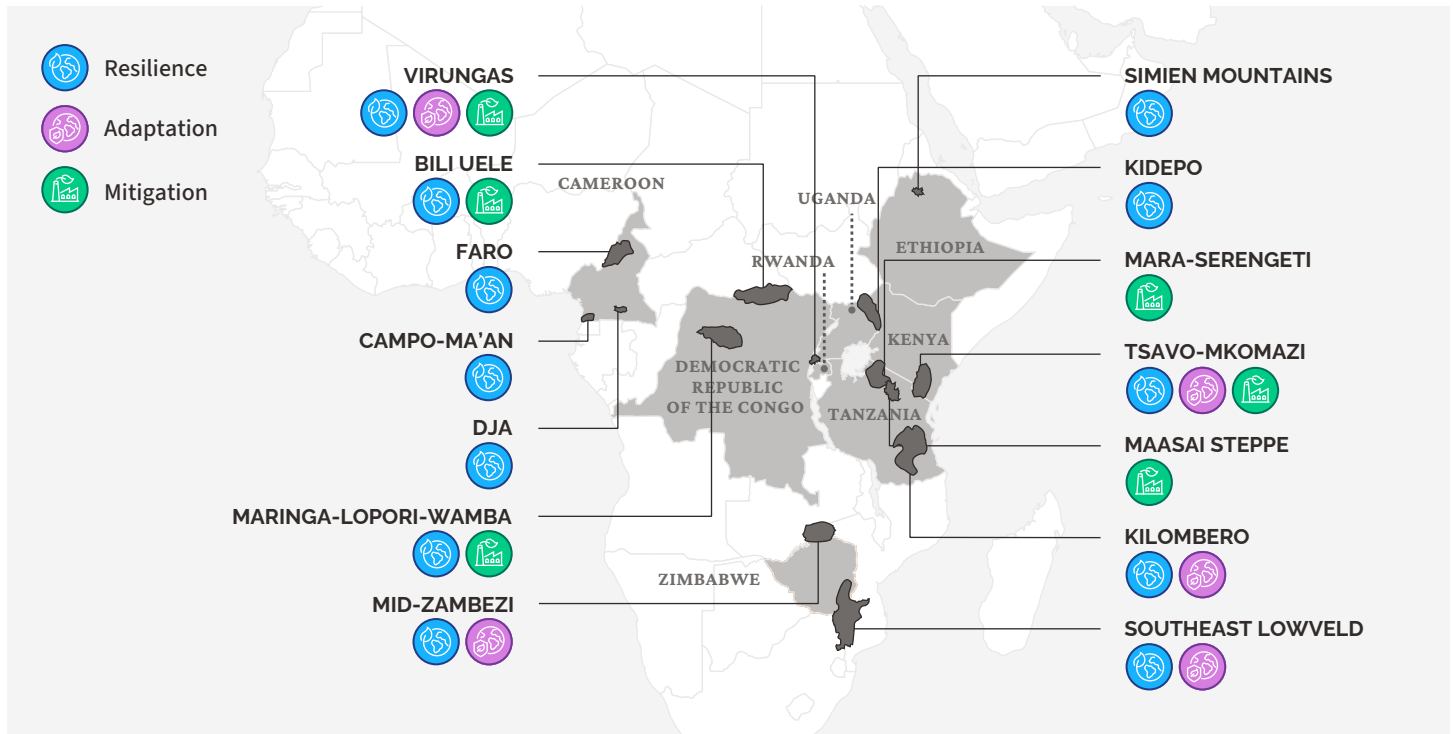 Resilience
Adaptation
Mitigation
VIRUNGAS
BILI UELE
FARO
CAMPO-MA’AN
DJA
MARINGA-LOPORI-WAMBA
MID-ZAMBEZI
CAMEROON
UGANDA
RWANDA
ETHIOPIA
KENYA
DEMOCRATIC
REPUBLIC
OF THE CONGO
TANZANIA
ZIMBABWE
SIMIEN MOUNTAINS
KIDEPO
MARA-SERENGETI
TSAVO-MKOMAZI
MAASAI STEPPE
KILOMBERO
SOUTHEAST LOWVELD